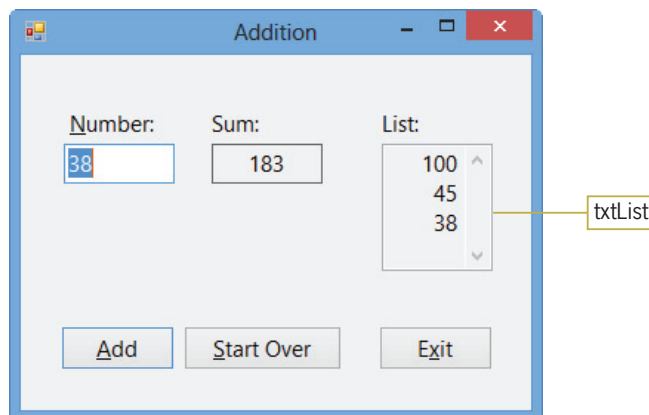 Addition
Number:
Sum:
List:
38
183
100
45
38
txtList
Add
Start Over
Exit